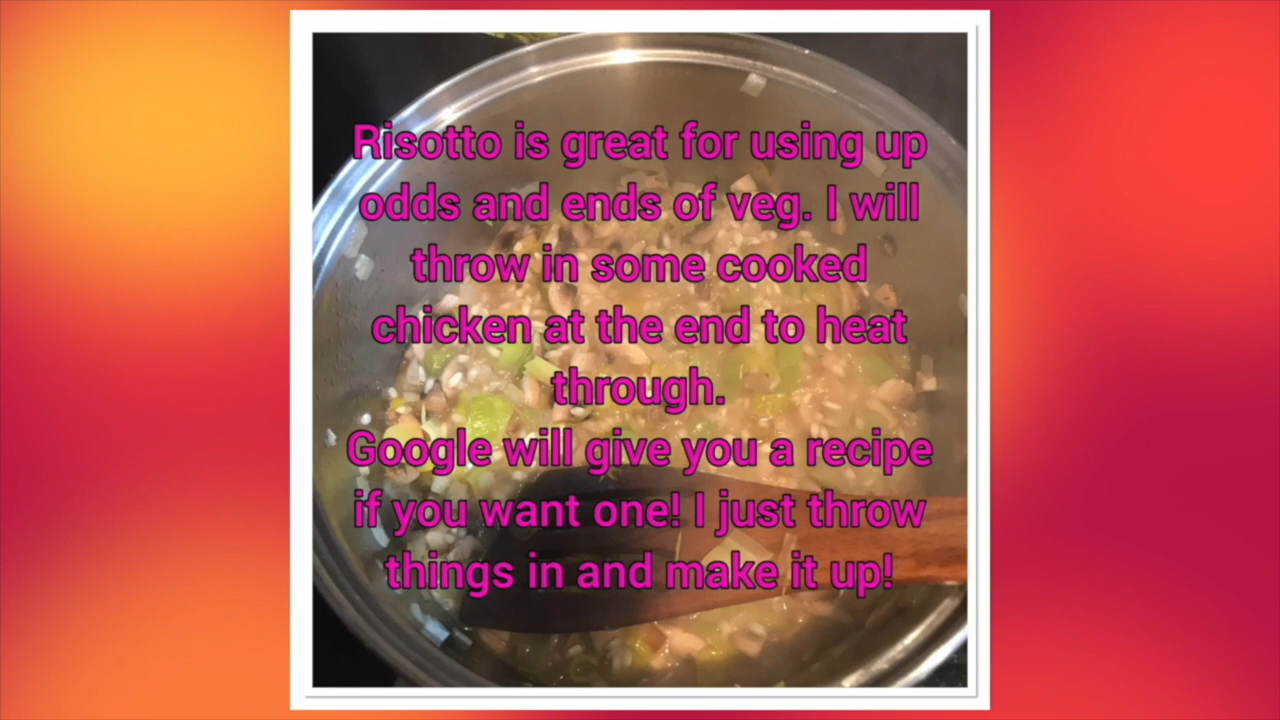 Risotto is great for using up
odds and ends of veg. I will
throw in some cooked
chicken at the end to heat
through.
Google will give you a recipe
if you want one! I just throw
things in and make it up!